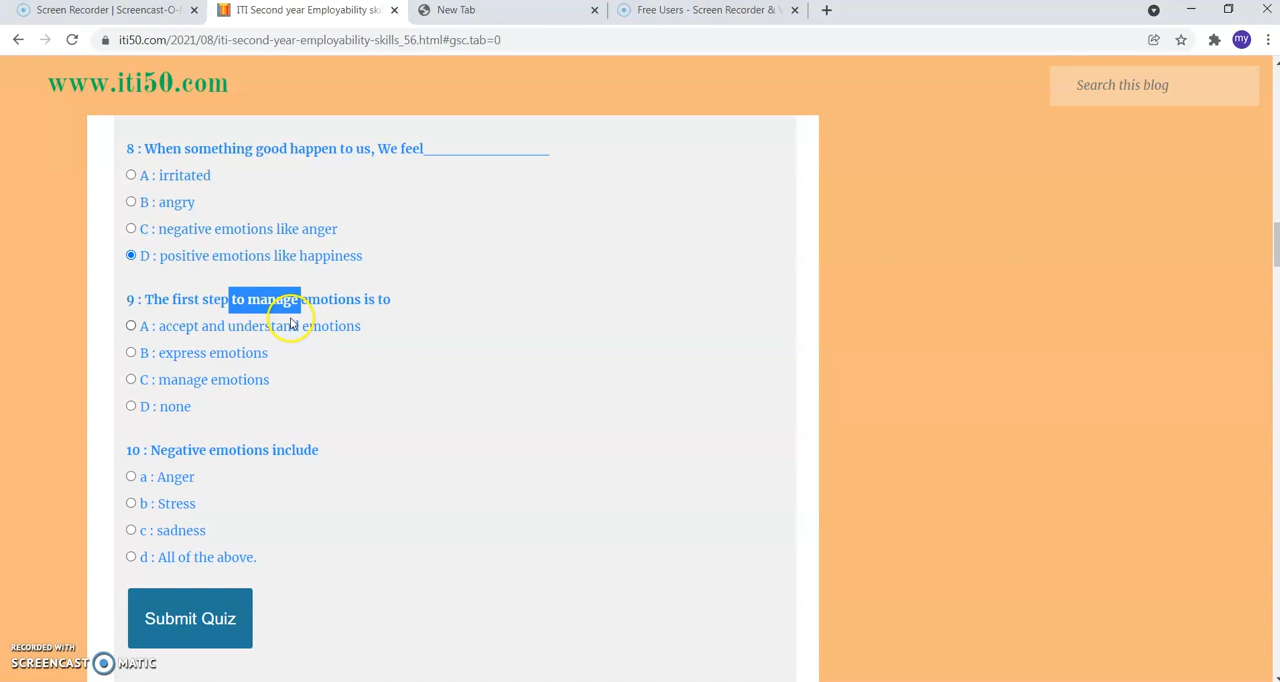 Screen Recorder | Screencast-O-
ITI Second year Employability ski
New Tab
Free Users - Screen Recorder &
iti50.com/2021/08/iti-second-year-employability-skills_56.html#gsc.tab=0
my
www.iti50.com
Search this blog
8 : When something good happen to us, We feel_______________
A : irritated
B : angry
C : negative emotions like anger
D : positive emotions like happiness
9 : The first step to manage emotions is to
A : accept and understand emotions
B : express emotions
C : manage emotions
D : none
10 : Negative emotions include
a : Anger
b : Stress
c : sadness
d : All of the above.
Submit Quiz
RECORDED WITH
SCREENCAST MATIC